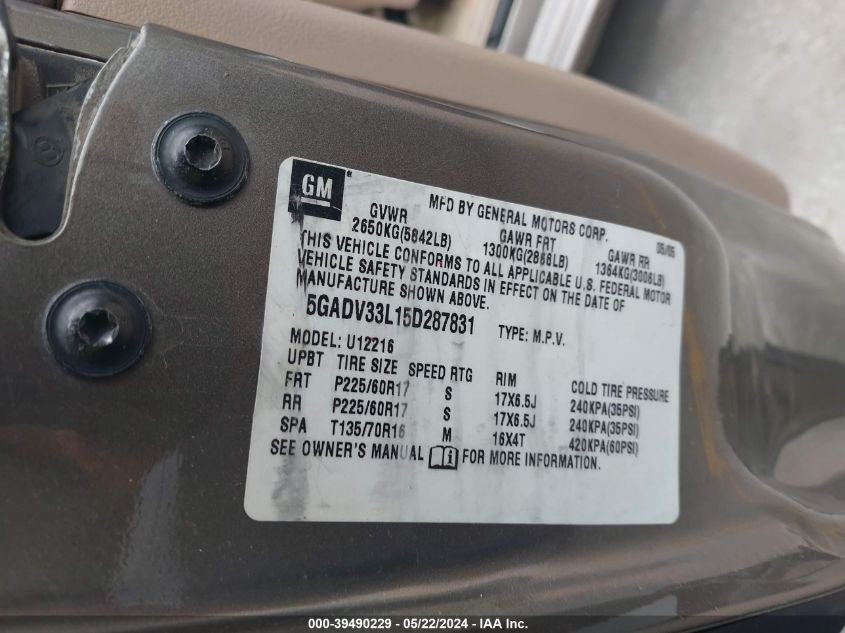 GM
®
MFD BY GENERAL MOTORS CORP. 05/05
GVWR GAWR FRT GAWR RR
2650KG(5842LB) 1300KG(2866LB) 1364KG(3006LB)
THIS VEHICLE CONFORMS TO ALL APPLICABLE U.S. FEDERAL MOTOR
VEHICLE SAFETY STANDARDS IN EFFECT ON THE DATE OF
MANUFACTURE SHOWN ABOVE.
5GADV33L15D287831 TYPE: M.P.V.
MODEL: U12216
UPBT TIRE SIZE SPEED RTG RIM COLD TIRE PRESSURE
FRT P225/60R17 S 17X6.5J 240KPA(35PSI)
RR P225/60R17 S 17X6.5J 240KPA(35PSI)
SPA T135/70R16 M 16X4T 420KPA(60PSI)
SEE OWNER'S MANUAL FOR MORE INFORMATION.
000-39490229 - 05/22/2024 - IAA Inc.